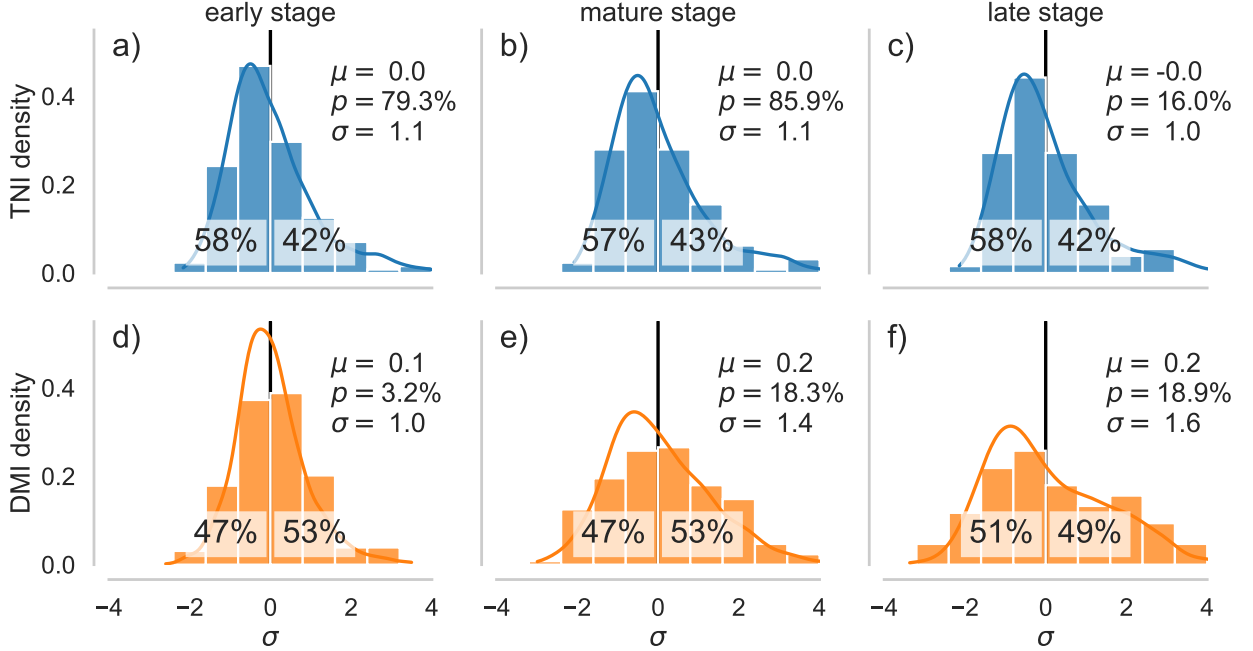 early stage
mature stage
late stage
a)
μ = 0.0
p = 79.3%
σ = 1.1
58% 42%
b)
μ = 0.0
p = 85.9%
σ = 1.1
57% 43%
c)
μ = -0.0
p = 16.0%
σ = 1.0
58% 42%
TNI density
0.4
0.2
0.0
d)
μ = 0.1
p = 3.2%
σ = 1.0
47% 53%
e)
μ = 0.2
p = 18.3%
σ = 1.4
47% 53%
f)
μ = 0.2
p = 18.9%
σ = 1.6
51% 49%
DMI density
0.4
0.2
0.0
−4 −2 0 2 4
−4 −2 0 2 4
−4 −2 0 2 4
σ
σ
σ